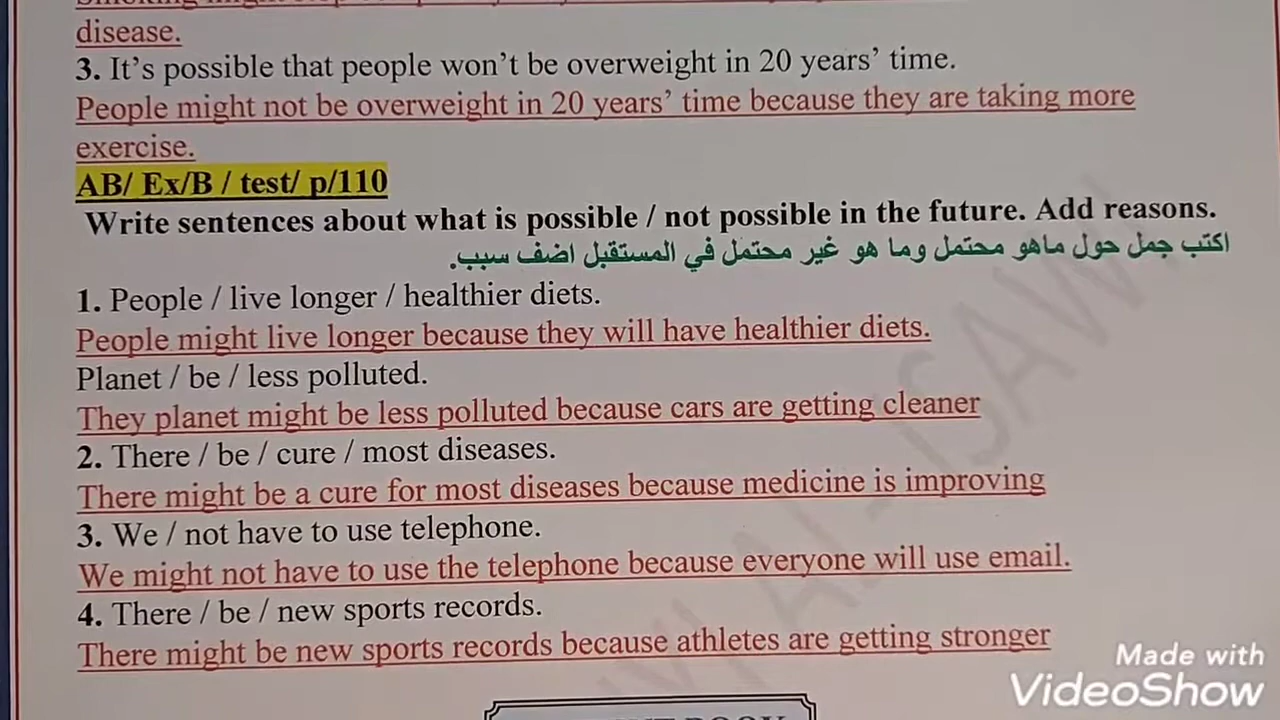 disease.
3. It's possible that people won't be overweight in 20 years' time.
People might not be overweight in 20 years' time because they are taking more
exercise.
AB/ Ex/B / test/ p/110
Write sentences about what is possible / not possible in the future. Add reasons.
اكتب جمل حول ماهو محتمل وما هو غير محتمل في المستقبل اضف سبب.
1. People / live longer / healthier diets.
People might live longer because they will have healthier diets.
Planet / be / less polluted.
They planet might be less polluted because cars are getting cleaner
2. There / be / cure / most diseases.
There might be a cure for most diseases because medicine is improving
3. We / not have to use telephone.
We might not have to use the telephone because everyone will use email.
4. There / be / new sports records.
There might be new sports records because athletes are getting stronger
Made with
VideoShow